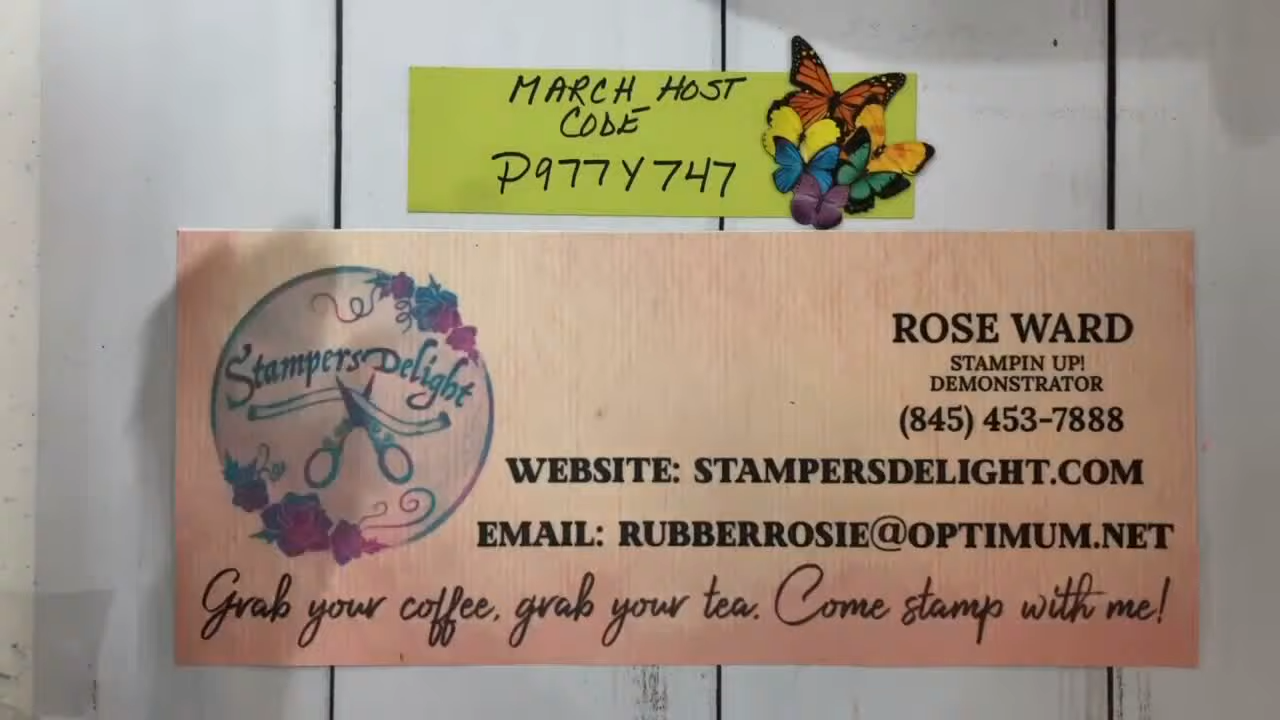 MARCH HOST
CODE
P977Y747
Stampers Delight
ROSE WARD
STAMPIN UP!
DEMONSTRATOR
(845) 453-7888
WEBSITE: STAMPERSDELIGHT.COM
EMAIL: RUBBERROSIE@OPTIMUM.NET
Grab your coffee, grab your tea. Come stamp with me!